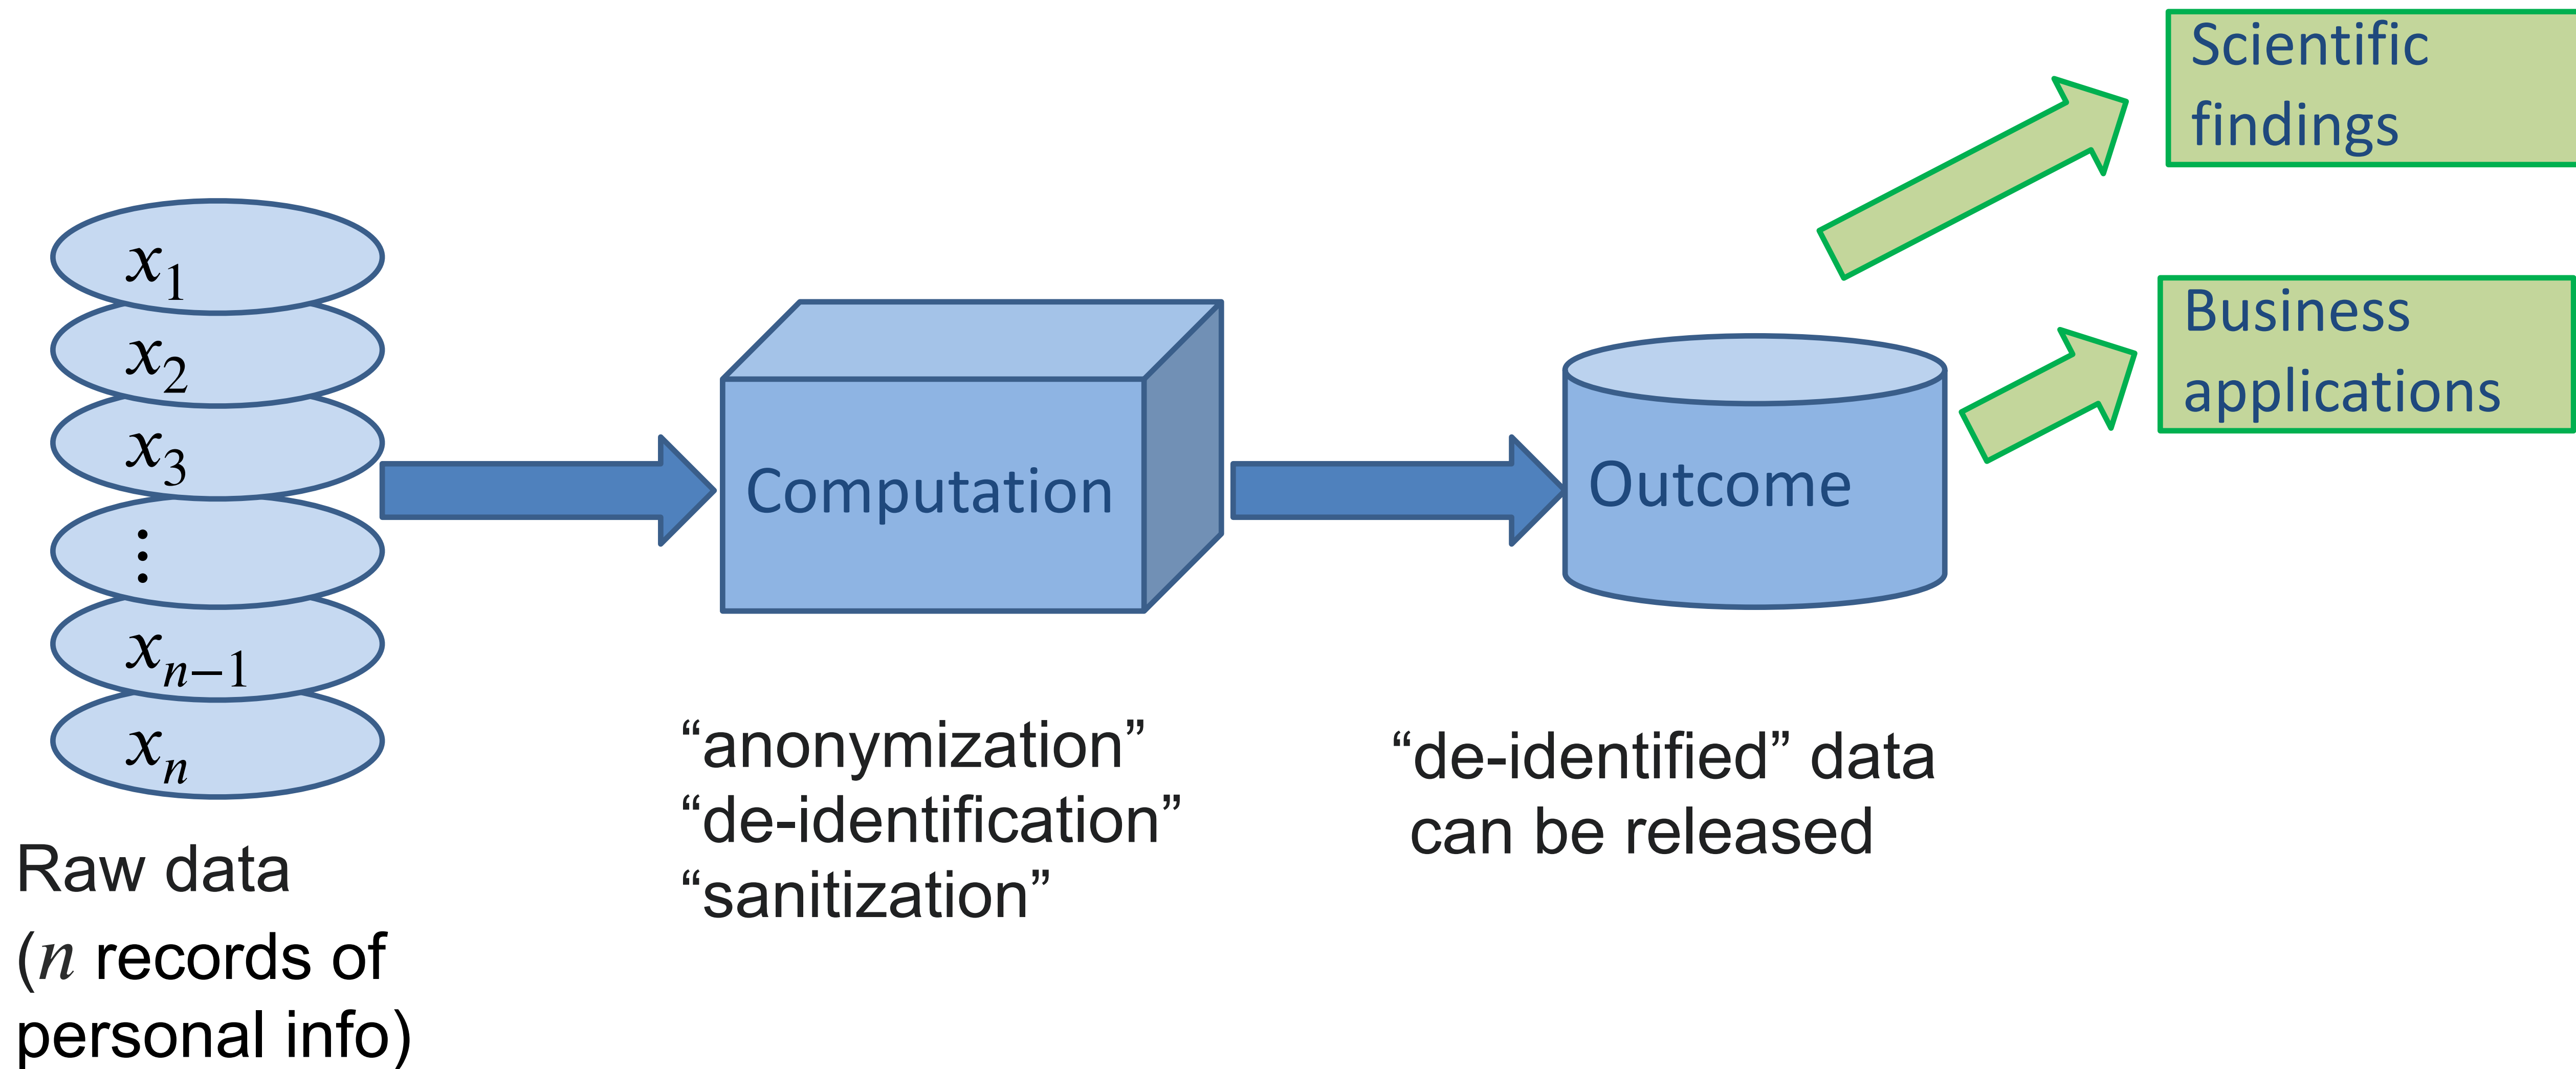 x₁
x₂
x₃
⋮
xₙ₋₁
xₙ
Raw data
(n records of
personal info)
Computation
“anonymization”
“de-identification”
“sanitization”
Outcome
“de-identified” data
can be released
Scientific
findings
Business
applications